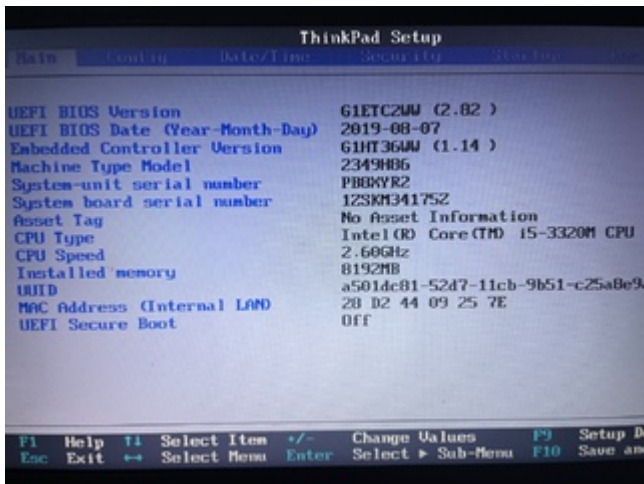 ThinkPad Setup
Main Config Date/Time Security Startup
UEFI BIOS Version G1ETC2WW (2.82 )
UEFI BIOS Date (Year-Month-Day) 2019-08-07
Embedded Controller Version G1HT36WW (1.14 )
Machine Type Model 2349H86
System-unit serial number PB8XYR2
System board serial number 1ZSKM34175Z
Asset Tag No Asset Information
CPU Type Intel(R) Core(TM) i5-3320M CPU
CPU Speed 2.60GHz
Installed memory 8192MB
UUID a501dc81-52d7-11cb-9b51-c25a8e9
MAC Address (Internal LAN) 28 D2 44 09 25 7E
UEFI Secure Boot Off
F1 Help ↑↓ Select Item +/- Change Values F9 Setup D
Esc Exit ↔ Select Menu Enter Select ▶ Sub-Menu F10 Save an